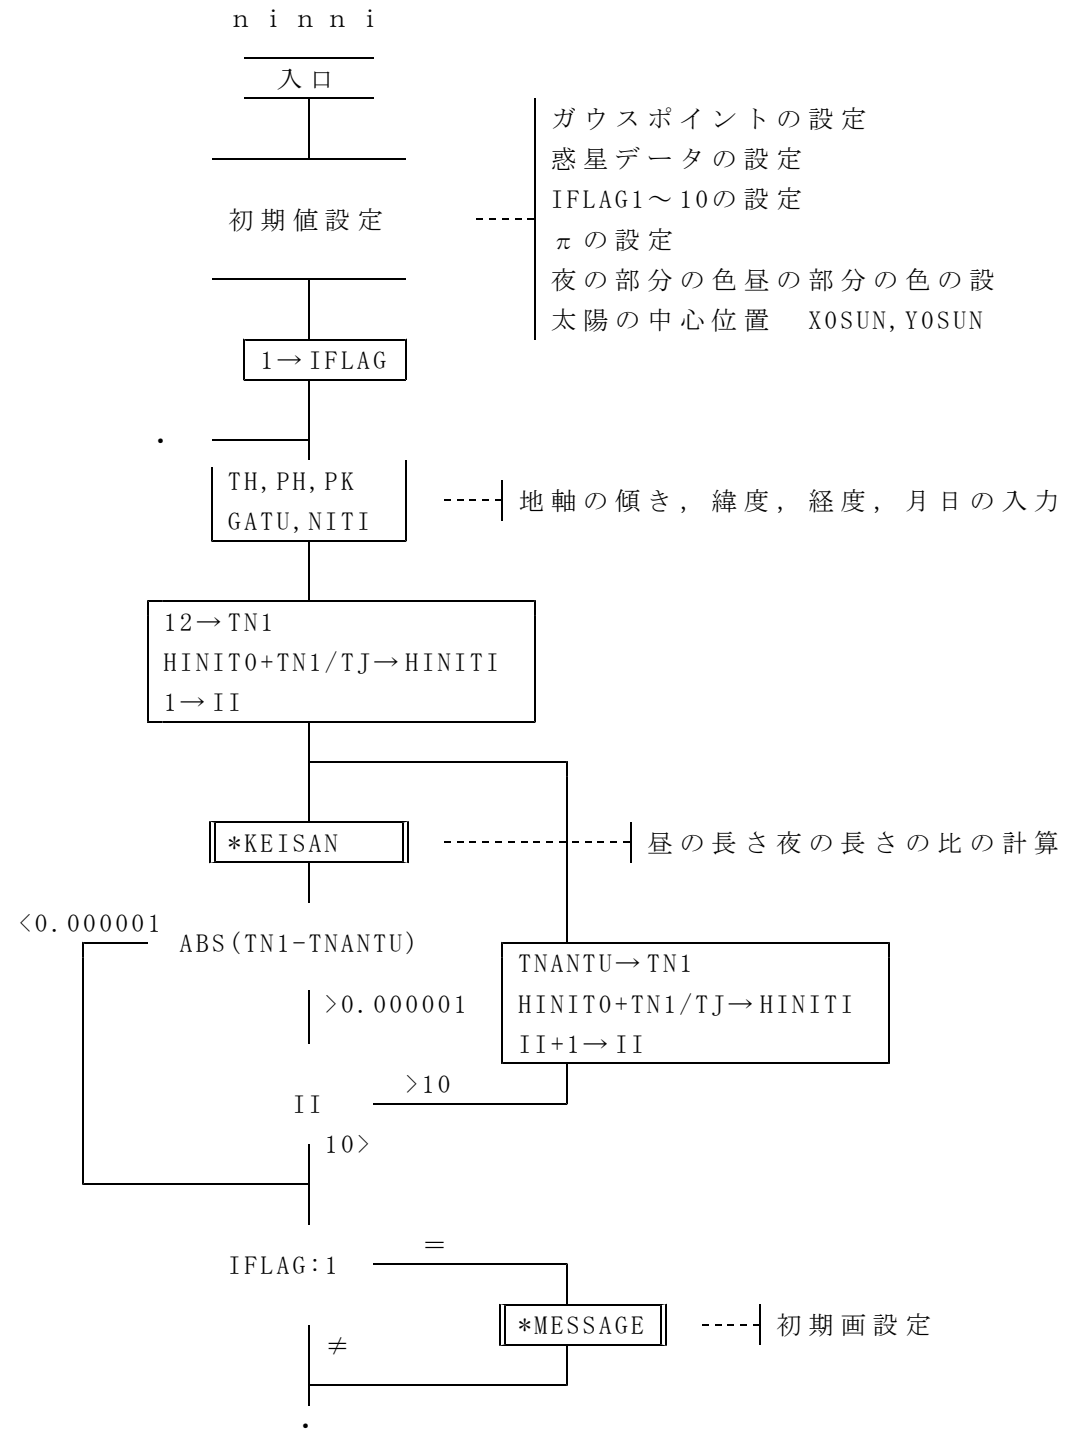 ninni
入口
ガウスポイントの設定
惑星データの設定
IFLAG1～10の設定
初期値設定
πの設定
夜の部分の色昼の部分の色の設
太陽の中心位置　X0SUN,Y0SUN
1→IFLAG
TH,PH,PK
GATU,NITI
地軸の傾き，緯度，経度，月日の入力
12→TN1
HINIT0+TN1/TJ→HINITI
1→II
*KEISAN
昼の長さ夜の長さの比の計算
<0.000001
ABS(TN1-TNANTU)
TNANTU→TN1
>0.000001
HINIT0+TN1/TJ→HINITI
II+1→II
>10
II
10>
=
IFLAG:1
*MESSAGE
初期画設定
≠